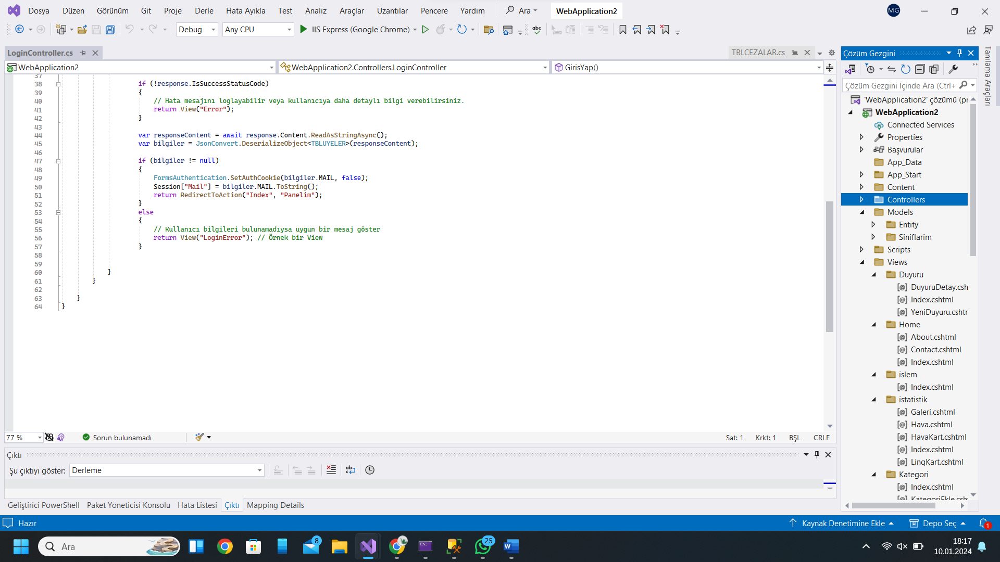 Dosya Düzen Görünüm Git Proje Derle Hata Ayıkla Test Analiz Araçlar Uzantılar Pencere Yardım Ara WebApplication2 MG
Debug Any CPU IIS Express (Google Chrome)
LoginController.cs TBLCEZALAR.cs
WebApplication2 WebApplication2.Controllers.LoginController GirisYap()
37
38 if (!response.IsSuccessStatusCode)
39 {
40 // Hata mesajını loglayabilir veya kullanıcıya daha detaylı bilgi verebilirsiniz.
41 return View("Error");
42 }
43
44 var responseContent = await response.Content.ReadAsStringAsync();
45 var bilgiler = JsonConvert.DeserializeObject<TBLUYELER>(responseContent);
46
47 if (bilgiler != null)
48 {
49 FormsAuthentication.SetAuthCookie(bilgiler.MAIL, false);
50 Session["Mail"] = bilgiler.MAIL.ToString();
51 return RedirectToAction("Index", "Panelim");
52 }
53 else
54 {
55 // Kullanıcı bilgileri bulunamadıysa uygun bir mesaj göster
56 return View("LoginError"); // Örnek bir View
57 }
58
59
60 }
61 }
62
63 }
64 }
77 % Sorun bulunamadı Sat: 1 Krkt: 1 BŞL CRLF
Çıktı
Şu çıktıyı göster: Derleme
Geliştirici PowerShell Paket Yöneticisi Konsolu Hata Listesi Çıktı Mapping Details
Çözüm Gezgini
Çözüm Gezgini İçinde Ara (Ctrl+
'WebApplication2' çözümü (pr
WebApplication2
Connected Services
Properties
Başvurular
App_Data
App_Start
Content
Controllers
Models
Entity
Siniflarim
Scripts
Views
Duyuru
DuyuruDetay.csh
Index.cshtml
YeniDuyuru.cshtr
Home
About.cshtml
Contact.cshtml
Index.cshtml
islem
Index.cshtml
istatistik
Galeri.cshtml
Hava.cshtml
HavaKart.cshtml
Index.cshtml
LinqKart.cshtml
Kategori
Index.cshtml
KategoriEkle.csh
Tanılama Araçları
Hazır Kaynak Denetimine Ekle Depo Seç 1
Ara 8 25 18:17
10.01.2024